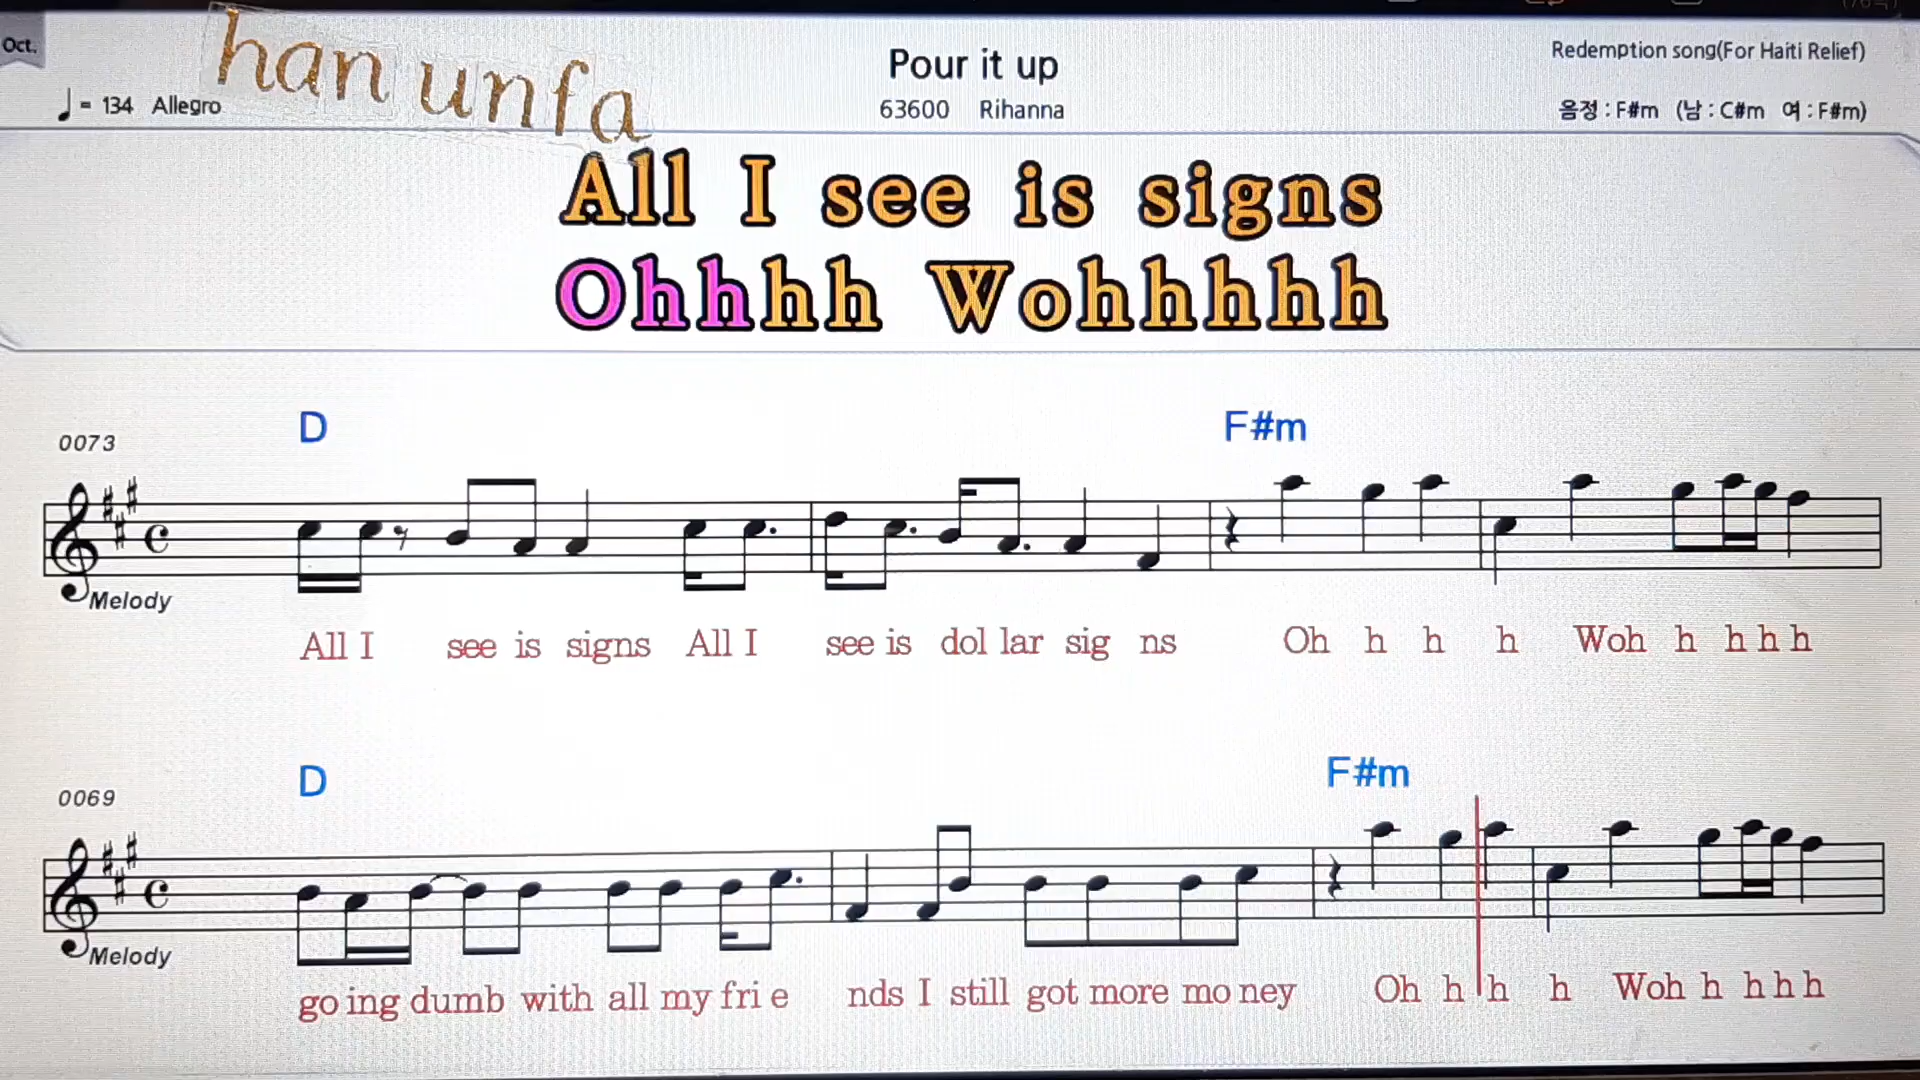 Oct.
han unfa
Pour it up
Redemption song(For Haiti Relief)
♩= 134 Allegro
63600 Rihanna
음정 : F#m (남 : C#m 여 : F#m)
All I see is signs
Ohhhh Wohhhhh
D F#m
0073
Melody
All I see is signs All I see is dol lar sig ns Oh h h h Woh h h h h
D F#m
0069
Melody
go ing dumb with all my fri e nds I still got more mo ney Oh h h h Woh h h h h